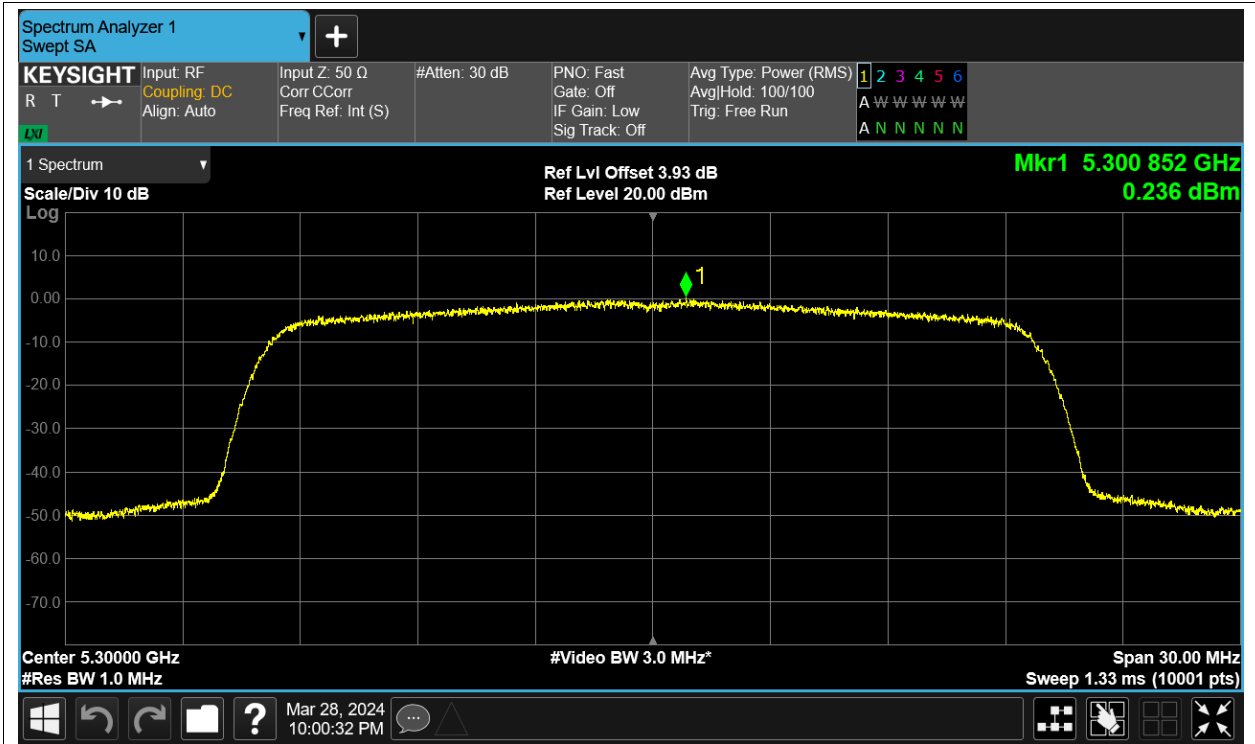 Spectrum Analyzer 1
Swept SA
KEYSIGHT
R T
LXI
Input: RF
Coupling: DC
Align: Auto
Input Z: 50 Ω
Corr CCorr
Freq Ref: Int (S)
#Atten: 30 dB
PNO: Fast
Gate: Off
IF Gain: Low
Sig Track: Off
Avg Type: Power (RMS)
Avg|Hold: 100/100
Trig: Free Run
1 2 3 4 5 6
A W W W W W
A N N N N N
1 Spectrum
Scale/Div 10 dB
Ref Lvl Offset 3.93 dB
Ref Level 20.00 dBm
Mkr1 5.300 852 GHz
0.236 dBm
Log
10.0
0.00
-10.0
-20.0
-30.0
-40.0
-50.0
-60.0
-70.0
1
Center 5.30000 GHz
#Res BW 1.0 MHz
#Video BW 3.0 MHz*
Span 30.00 MHz
Sweep 1.33 ms (10001 pts)
?
Mar 28, 2024
10:00:32 PM